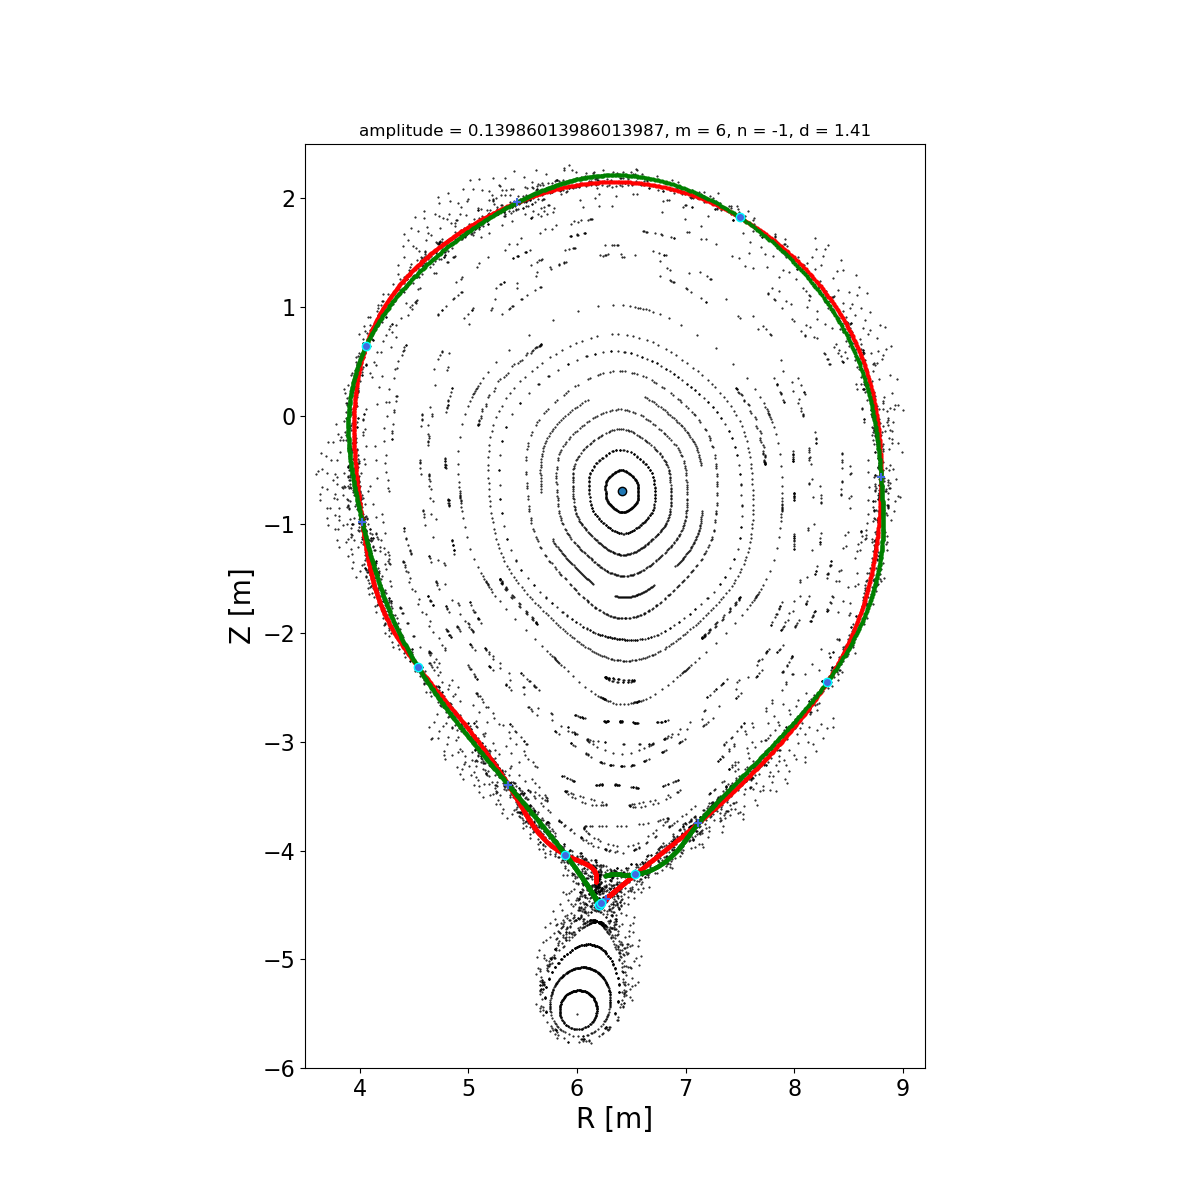 amplitude = 0.13986013986013987, m = 6, n = -1, d = 1.41
2
1
0
−1
−2
−3
−4
−5
−6
Z [m]
4 5 6 7 8 9
R [m]